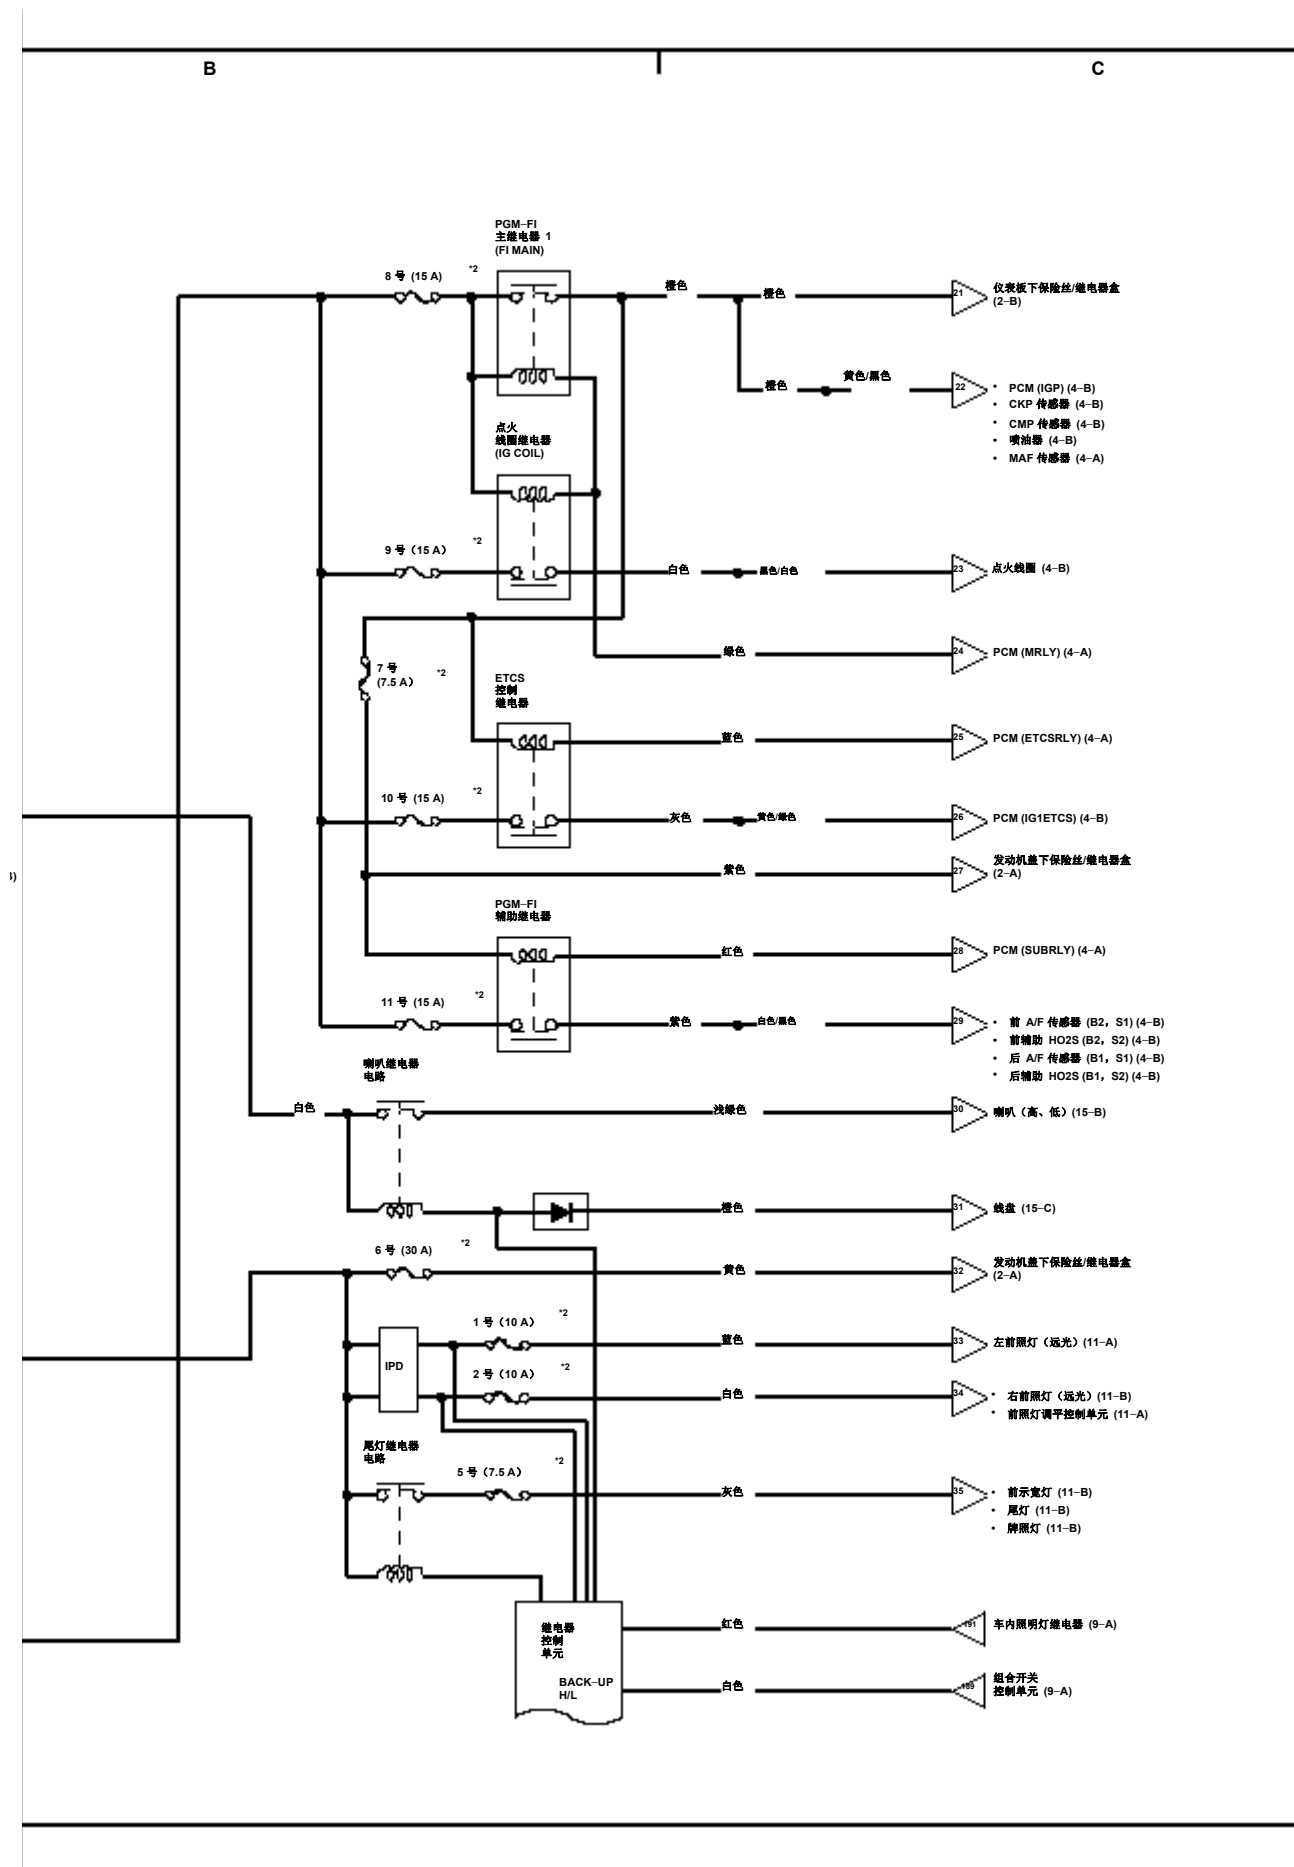 B
C
PGM–FI
主继电器 1
(FI MAIN)
8 号 (15 A)
*2
橙色
橙色
21
仪表板下保险丝/继电器盒
(2–B)
橙色
黄色/黑色
22
• PCM (IGP) (4–B)
• CKP 传感器 (4–B)
• CMP 传感器 (4–B)
• 喷油器 (4–B)
• MAF 传感器 (4–A)
点火
线圈继电器
(IG COIL)
9 号（15 A）
*2
白色
黑色/白色
23
点火线圈 (4–B)
7 号
(7.5 A）
*2
绿色
24
PCM (MRLY) (4–A)
ETCS
控制
继电器
蓝色
25
PCM (ETCSRLY) (4–A)
10 号 (15 A)
*2
灰色
黄色/绿色
26
PCM (IG1ETCS) (4–B)
紫色
27
发动机盖下保险丝/继电器盒
(2–A)
PGM–FI
辅助继电器
红色
28
PCM (SUBRLY) (4–A)
11 号 (15 A)
*2
紫色
白色/黑色
29
• 前 A/F 传感器 (B2，S1) (4–B)
• 前辅助 HO2S (B2，S2) (4–B)
• 后 A/F 传感器 (B1，S1) (4–B)
• 后辅助 HO2S (B1，S2) (4–B)
喇叭继电器
电路
白色
浅绿色
30
喇叭（高、低）(15–B)
橙色
31
线盘 (15–C)
6 号 (30 A)
*2
黄色
32
发动机盖下保险丝/继电器盒
(2–A)
1 号（10 A）
*2
蓝色
33
左前照灯（远光）(11–A)
IPD
2 号（10 A）
*2
白色
34
• 右前照灯（远光）(11–B)
• 前照灯调平控制单元 (11–A)
尾灯继电器
电路
5 号（7.5 A）
*2
灰色
35
• 前示宽灯 (11–B)
• 尾灯 (11–B)
• 牌照灯 (11–B)
继电器
控制
单元
BACK–UP
H/L
红色
191
车内照明灯继电器 (9–A)
白色
189
组合开关
控制单元 (9–A)